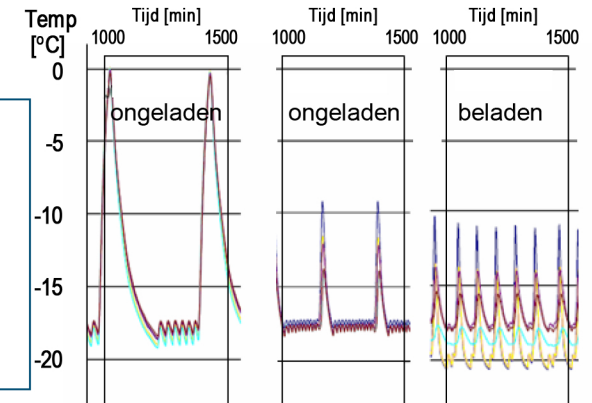 Temp
[ºC]
Tijd [min]
1000 1500
Tijd [min]
1000 1500
Tijd [min]
1000 1500
0
-5
-10
-15
-20
ongeladen
ongeladen
beladen